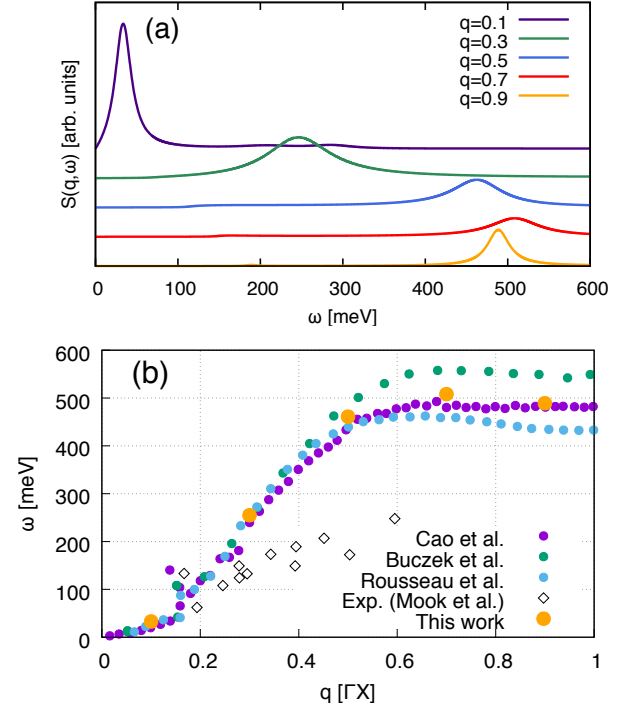 (a)
q=0.1
q=0.3
q=0.5
q=0.7
q=0.9
S(q,ω) [arb. units]
0 100 200 300 400 500 600
ω [meV]
(b)
600
500
400
300
200
100
0
ω [meV]
Cao et al.
Buczek et al.
Rousseau et al.
Exp. (Mook et al.)
This work
0 0.2 0.4 0.6 0.8 1
q [ΓX]